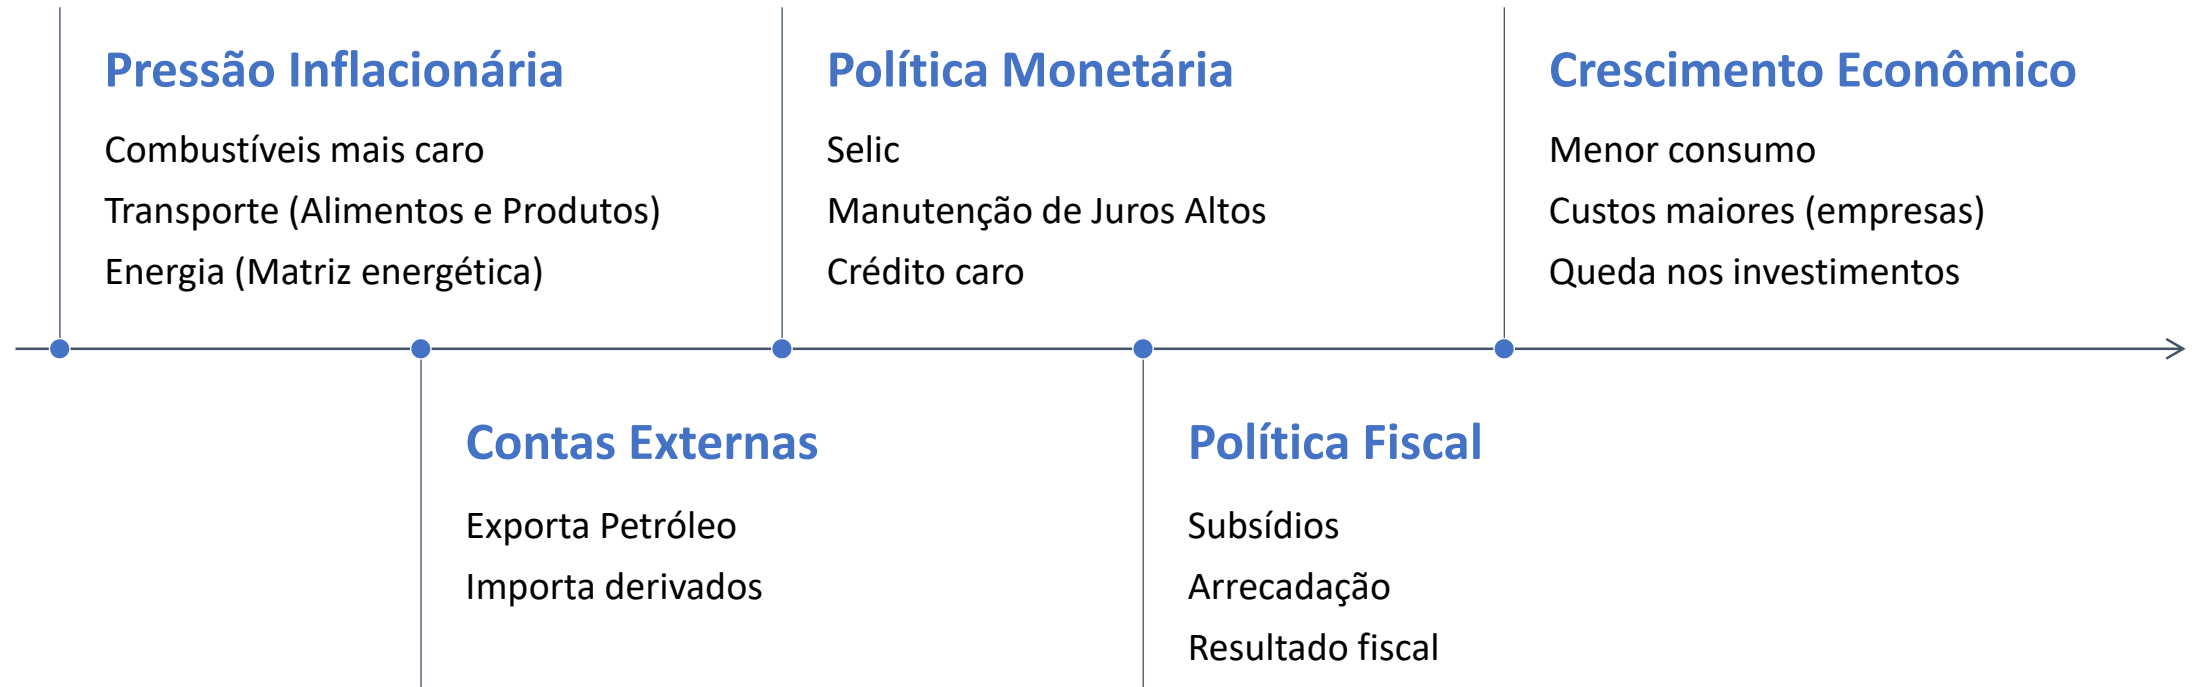 Pressão Inflacionária
Combustíveis mais caro
Transporte (Alimentos e Produtos)
Energia (Matriz energética)
Contas Externas
Exporta Petróleo
Importa derivados
Política Monetária
Selic
Manutenção de Juros Altos
Crédito caro
Política Fiscal
Subsídios
Arrecadação
Resultado fiscal
Crescimento Econômico
Menor consumo
Custos maiores (empresas)
Queda nos investimentos